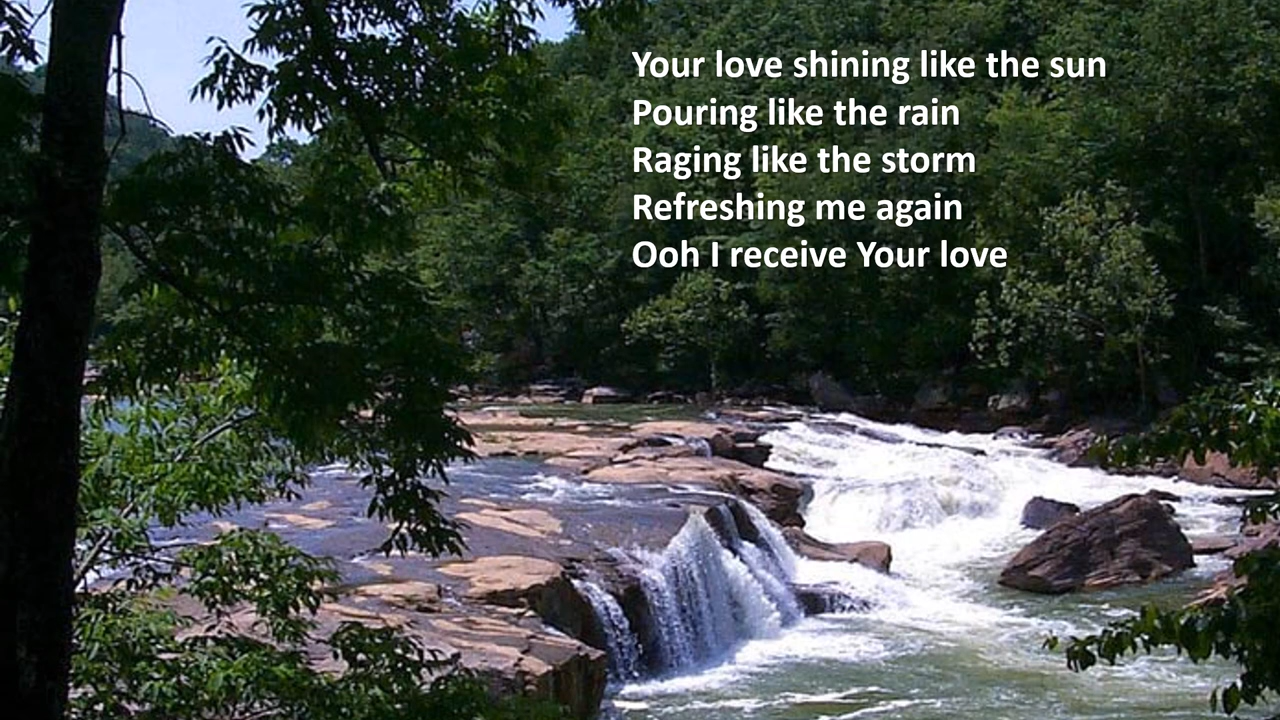 Your love shining like the sun
Pouring like the rain
Raging like the storm
Refreshing me again
Ooh I receive Your love